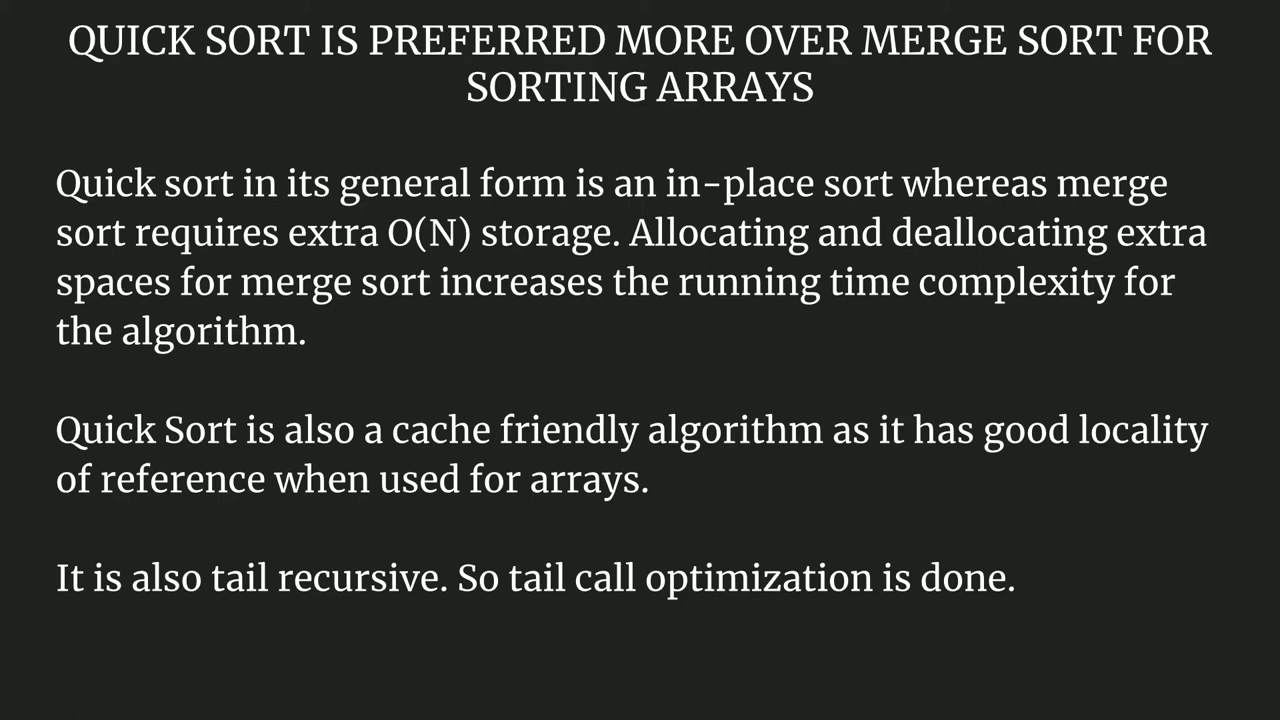 QUICK SORT IS PREFERRED MORE OVER MERGE SORT FOR
SORTING ARRAYS
Quick sort in its general form is an in-place sort whereas merge
sort requires extra O(N) storage. Allocating and deallocating extra
spaces for merge sort increases the running time complexity for
the algorithm.
Quick Sort is also a cache friendly algorithm as it has good locality
of reference when used for arrays.
It is also tail recursive. So tail call optimization is done.